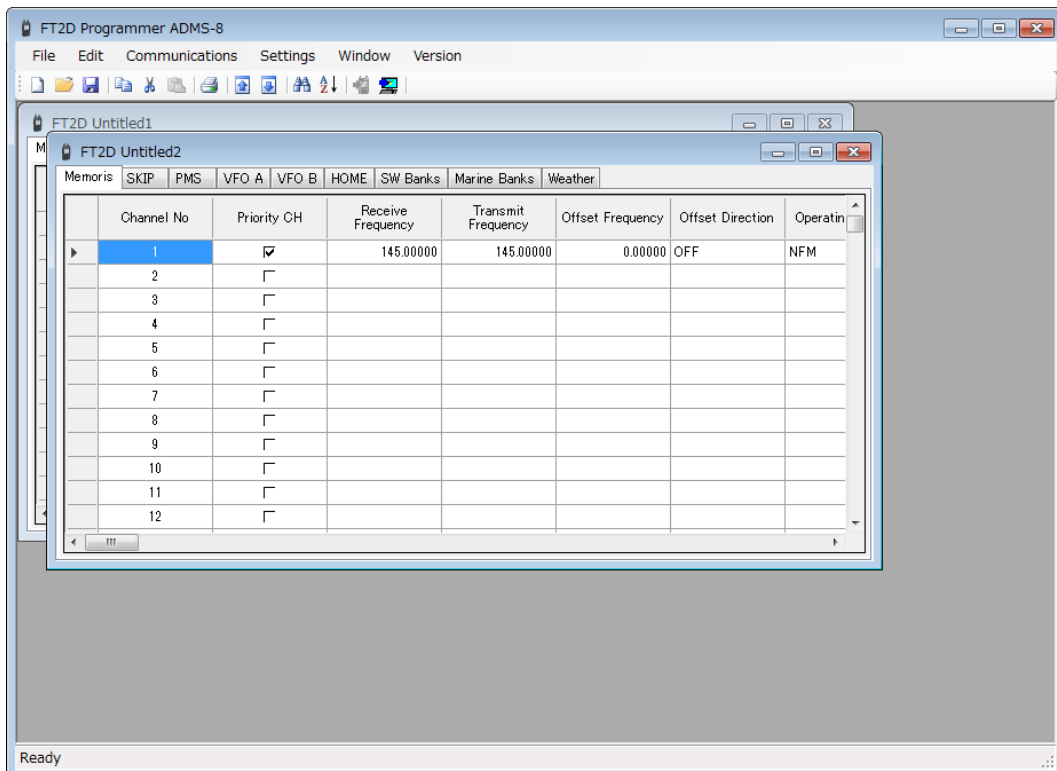 FT2D Programmer ADMS-8
File Edit Communications Settings Window Version
FT2D Untitled1
M
FT2D Untitled2
Memoris SKIP PMS VFO A VFO B HOME SW Banks Marine Banks Weather
Channel No Priority CH Receive Frequency Transmit Frequency Offset Frequency Offset Direction Operatin
1 145.00000 145.00000 0.00000 OFF NFM
2
3
4
5
6
7
8
9
10
11
12
Ready